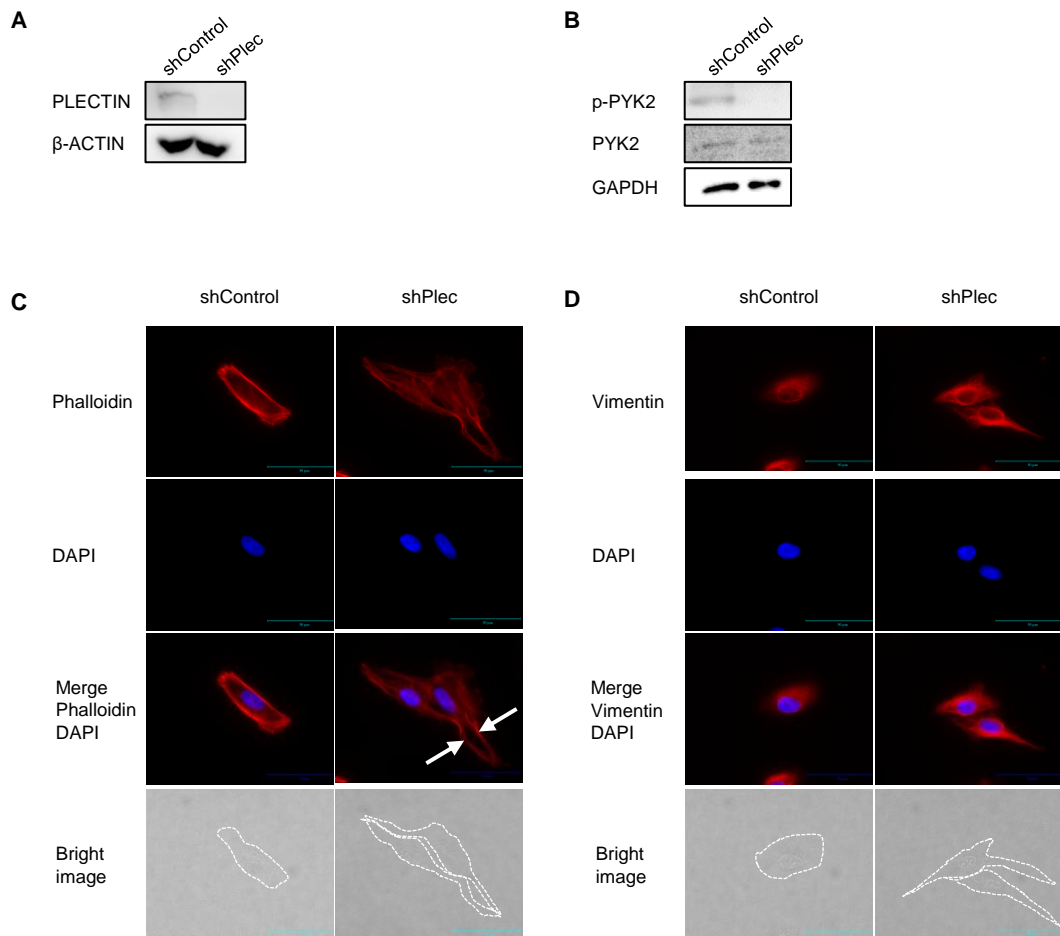 A
shControl
shPlec
PLECTIN
β-ACTIN
B
shControl
shPlec
p-PYK2
PYK2
GAPDH
C
shControl
shPlec
Phalloidin
DAPI
Merge
Phalloidin
DAPI
Bright
image
D
shControl
shPlec
Vimentin
DAPI
Merge
Vimentin
DAPI
Bright
image